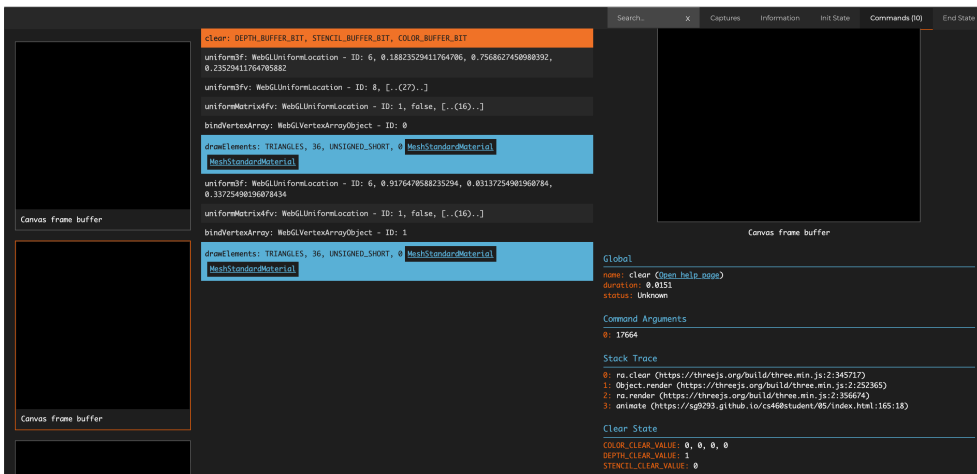 Search... x Captures Information Init State Commands (10) End State
Canvas frame buffer
Canvas frame buffer
clear: DEPTH_BUFFER_BIT, STENCIL_BUFFER_BIT, COLOR_BUFFER_BIT
uniform3f: WebGLUniformLocation - ID: 6, 0.18823529411764706, 0.7568627450980392,
0.23529411764705882
uniform3fv: WebGLUniformLocation - ID: 8, [..(27)..]
uniformMatrix4fv: WebGLUniformLocation - ID: 1, false, [..(16)..]
bindVertexArray: WebGLVertexArrayObject - ID: 0
drawElements: TRIANGLES, 36, UNSIGNED_SHORT, 0 MeshStandardMaterial
MeshStandardMaterial
uniform3f: WebGLUniformLocation - ID: 6, 0.9176470588235294, 0.03137254901960784,
0.33725490196078434
uniformMatrix4fv: WebGLUniformLocation - ID: 1, false, [..(16)..]
bindVertexArray: WebGLVertexArrayObject - ID: 1
drawElements: TRIANGLES, 36, UNSIGNED_SHORT, 0 MeshStandardMaterial
MeshStandardMaterial
Canvas frame buffer
Global
name: clear (Open help page)
duration: 0.0151
status: Unknown
Command Arguments
0: 17664
Stack Trace
0: ra.clear (https://threejs.org/build/three.min.js:2:345717)
1: Object.render (https://threejs.org/build/three.min.js:2:252365)
2: ra.render (https://threejs.org/build/three.min.js:2:356674)
3: animate (https://sg9293.github.io/cs460student/05/index.html:165:18)
Clear State
COLOR_CLEAR_VALUE: 0, 0, 0, 0
DEPTH_CLEAR_VALUE: 1
STENCIL_CLEAR_VALUE: 0